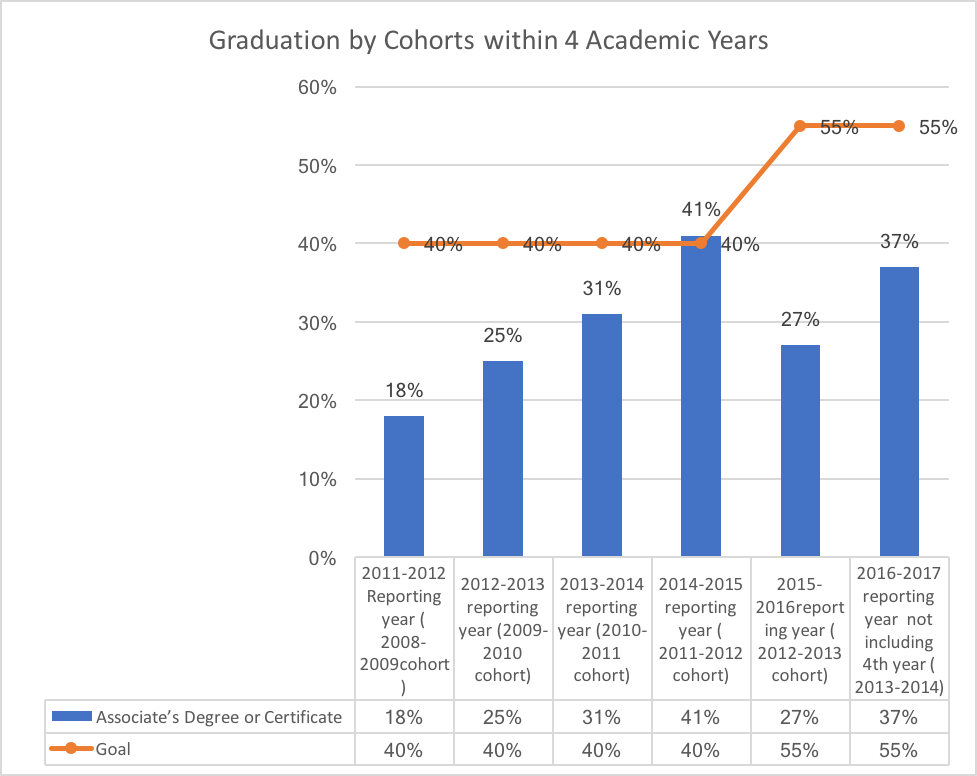 Graduation by Cohorts within 4 Academic Years
60%
50%
40%
30%
20%
10%
0%
18%
25%
31%
41%
27%
37%
40%
40%
40%
40%
55%
55%
2011-2012
Reporting
year (
2008-
2009cohort
)
2012-2013
reporting
year (2009-
2010
cohort)
2013-2014
reporting
year (2010-
2011
cohort)
2014-2015
reporting
year (
2011-2012
cohort)
2015-
2016report
ing year (
2012-2013
cohort)
2016-2017
reporting
year  not
including
4th year (
2013-2014)
Associate’s Degree or Certificate 18% 25% 31% 41% 27% 37%
Goal 40% 40% 40% 40% 55% 55%